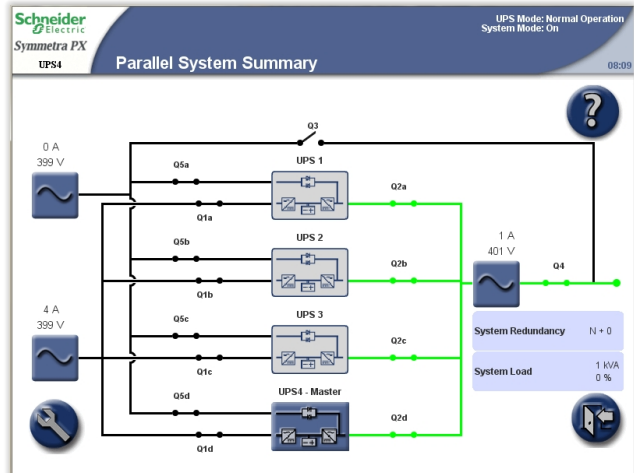 Schneider
Electric
UPS Mode: Normal Operation
System Mode: On
Symmetra PX
UPS4
Parallel System Summary
08:09
Q3
0 A
399 V
Q5a
UPS 1
Q2a
Q1a
Q5b
UPS 2
Q2b
1 A
401 V
Q4
Q1b
4 A
399 V
Q5c
UPS 3
Q2c
System Redundancy N + 0
Q1c
System Load 1 kVA
0 %
Q5d
UPS4 - Master
Q2d
Q1d